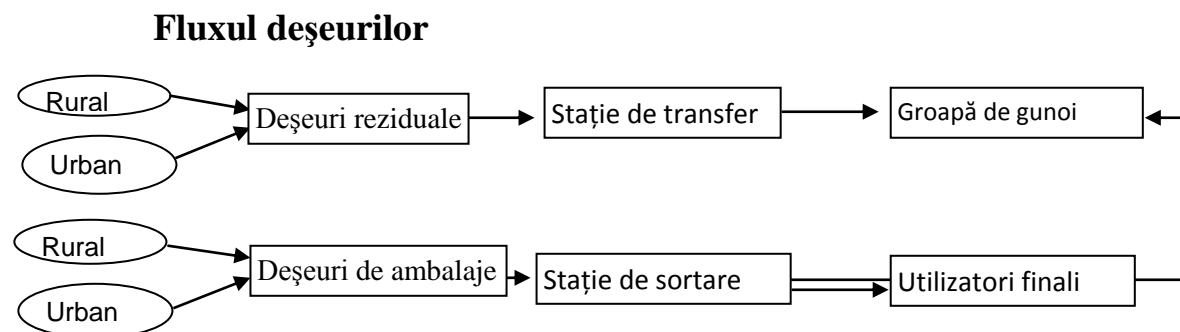 Fluxul deşeurilor
Rural
Urban
Deşeuri reziduale
Stație de transfer
Groapă de gunoi
Rural
Urban
Deşeuri de ambalaje
Stație de sortare
Utilizatori finali